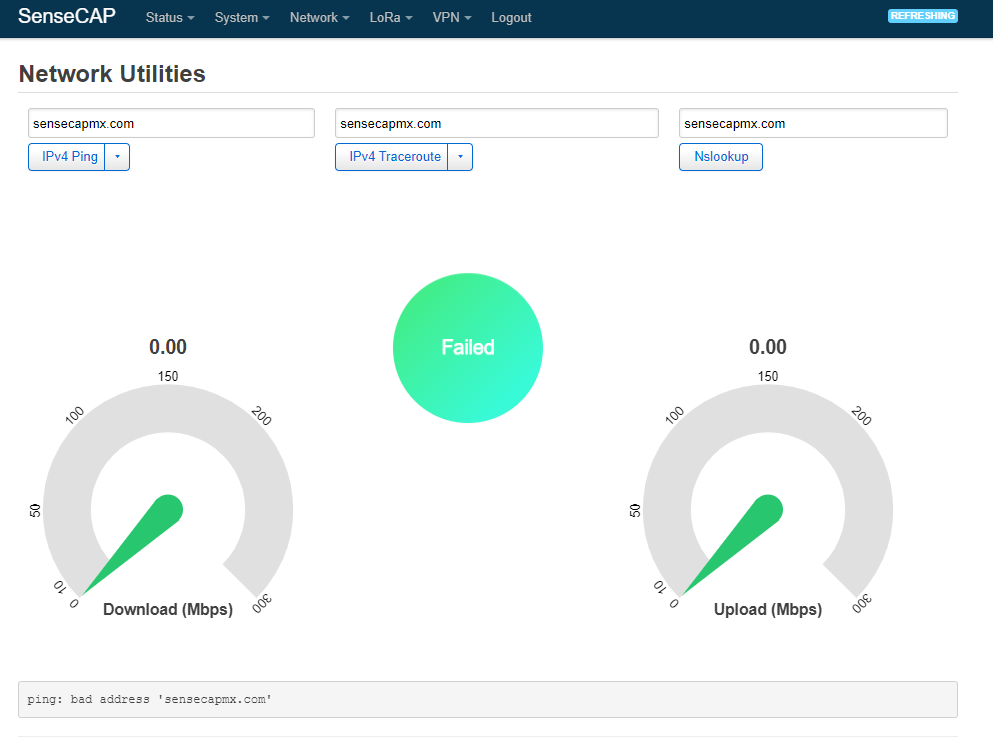 SenseCAP Status System Network LoRa VPN Logout REFRESHING
Network Utilities
sensecapmx.com sensecapmx.com sensecapmx.com
IPv4 Ping IPv4 Traceroute Nslookup
Failed
0.00 0.00
150 150
100 200 100 200
50 50
10 10
0 300 0 300
Download (Mbps) Upload (Mbps)
ping: bad address 'sensecapmx.com'